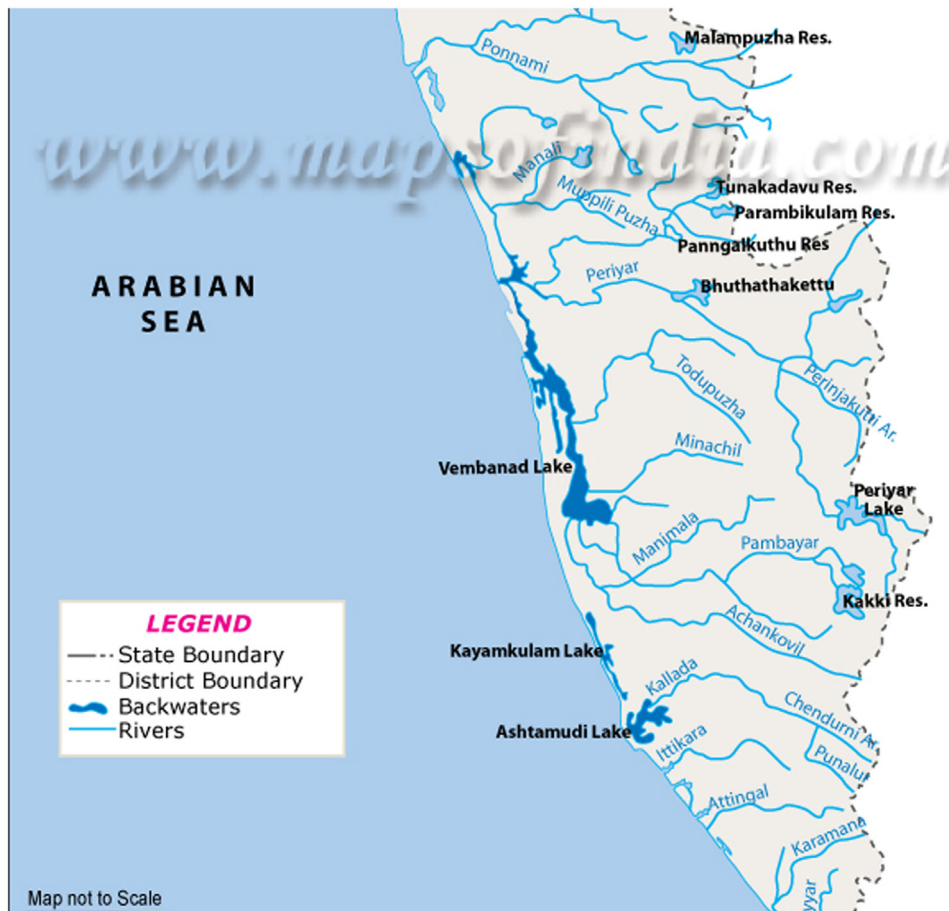 Malampuzha Res.
Ponnami
www.mapsofindia.com
Manali
Tunakadavu Res.
Muppili Puzha
Parambikulam Res.
Panngalkuthu Res
Periyar
Bhuthathakettu
ARABIAN
SEA
Perinjakutti Ar.
Todupuzha
Minachil
Vembanad Lake
Periyar
Lake
Manimala
Pambayar
Kakki Res.
Achankovil
LEGEND
State Boundary
District Boundary
Backwaters
Rivers
Kayamkulam Lake
Kallada
Chendurni Ar.
Ashtamudi Lake
Ittikara
Punalur
Attingal
Karamana
yyar
Map not to Scale